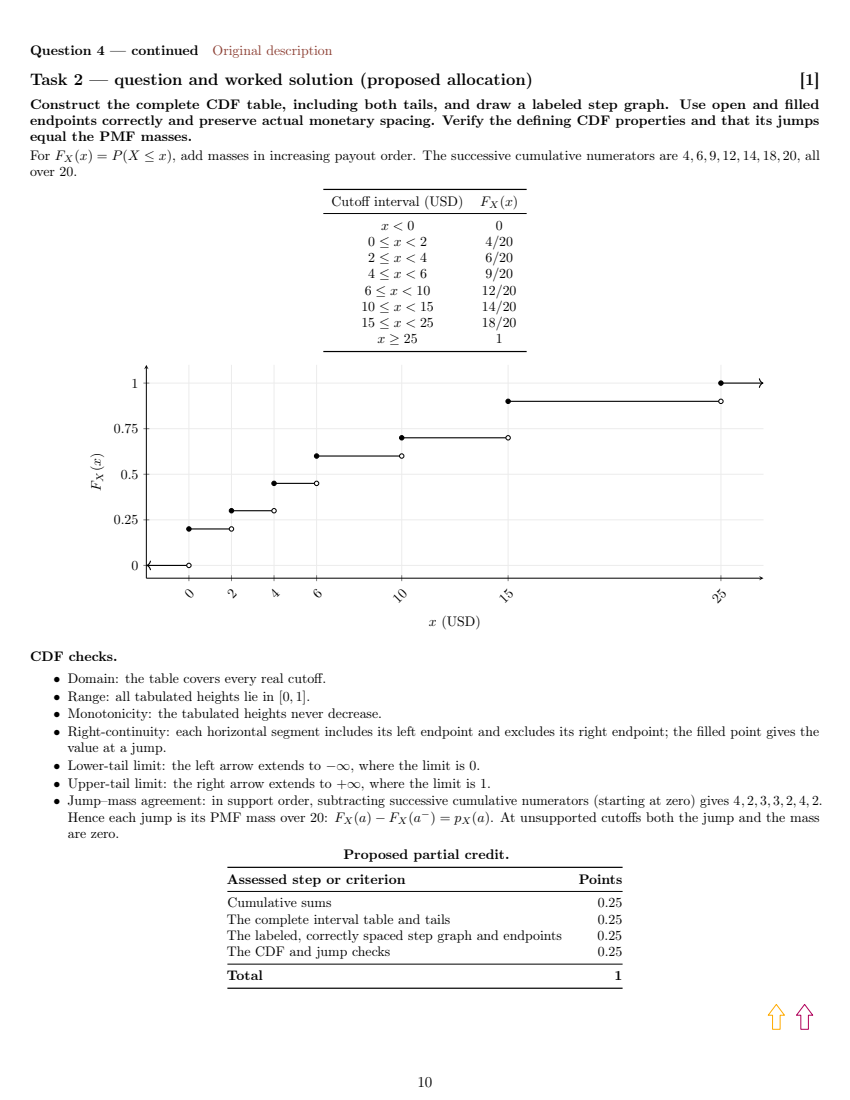 Question 4 — continued Original description
Task 2 — question and worked solution (proposed allocation) [1]
Construct the complete CDF table, including both tails, and draw a labeled step graph. Use open and filled
endpoints correctly and preserve actual monetary spacing. Verify the defining CDF properties and that its jumps
equal the PMF masses.
For F_X(x) = P(X ≤ x), add masses in increasing payout order. The successive cumulative numerators are 4, 6, 9, 12, 14, 18, 20, all
over 20.
Cutoff interval (USD) F_X(x)
x < 0 0
0 ≤ x < 2 4/20
2 ≤ x < 4 6/20
4 ≤ x < 6 9/20
6 ≤ x < 10 12/20
10 ≤ x < 15 14/20
15 ≤ x < 25 18/20
x ≥ 25 1
1
0.75
0.5
0.25
0
F_X(x)
0 2 4 6 10 15 25
x (USD)
CDF checks.
• Domain: the table covers every real cutoff.
• Range: all tabulated heights lie in [0, 1].
• Monotonicity: the tabulated heights never decrease.
• Right-continuity: each horizontal segment includes its left endpoint and excludes its right endpoint; the filled point gives the
value at a jump.
• Lower-tail limit: the left arrow extends to −∞, where the limit is 0.
• Upper-tail limit: the right arrow extends to +∞, where the limit is 1.
• Jump–mass agreement: in support order, subtracting successive cumulative numerators (starting at zero) gives 4, 2, 3, 3, 2, 4, 2.
Hence each jump is its PMF mass over 20: F_X(a) − F_X(a⁻) = p_X(a). At unsupported cutoffs both the jump and the mass
are zero.
Proposed partial credit.
Assessed step or criterion Points
Cumulative sums 0.25
The complete interval table and tails 0.25
The labeled, correctly spaced step graph and endpoints 0.25
The CDF and jump checks 0.25
Total 1
10